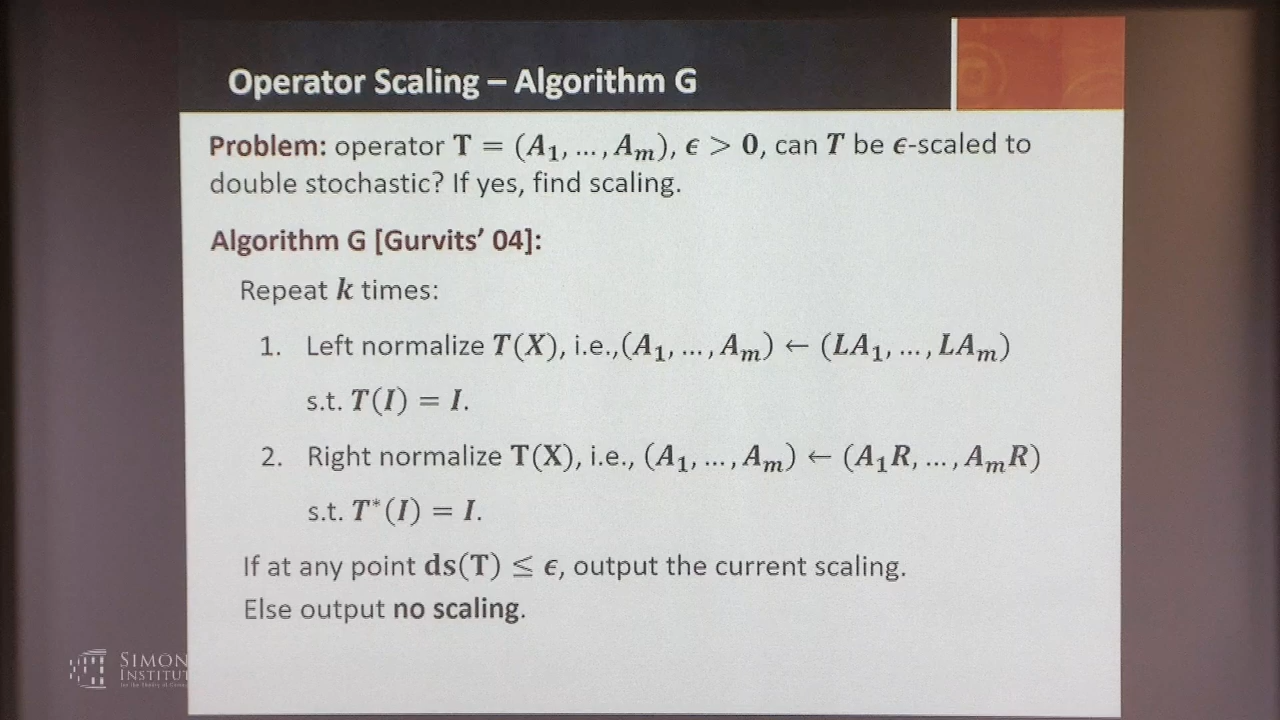 Operator Scaling – Algorithm G
Problem: operator T = (A₁, ..., Aₘ), ϵ > 0, can T be ϵ-scaled to
double stochastic? If yes, find scaling.
Algorithm G [Gurvits’ 04]:
Repeat k times:
1. Left normalize T(X), i.e.,(A₁, ..., Aₘ) ← (LA₁, ..., LAₘ)
s.t. T(I) = I.
2. Right normalize T(X), i.e., (A₁, ..., Aₘ) ← (A₁R, ..., AₘR)
s.t. T*(I) = I.
If at any point ds(T) ≤ ϵ, output the current scaling.
Else output no scaling.
SIMON
INSTITUT